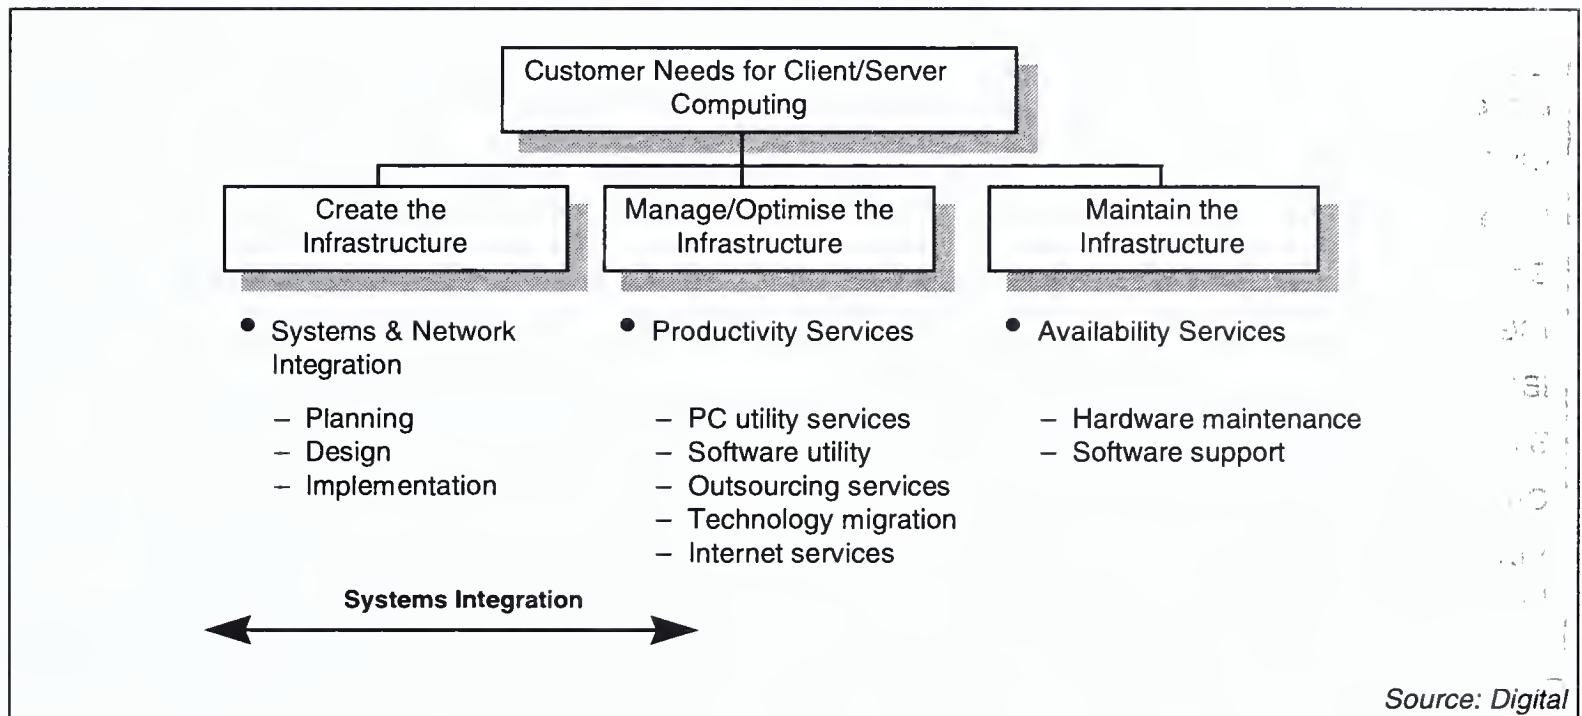 Customer Needs for Client/Server
Computing
Create the
Infrastructure
Manage/Optimise the
Infrastructure
Maintain the
Infrastructure
• Systems & Network
Integration
– Planning
– Design
– Implementation
• Productivity Services
– PC utility services
– Software utility
– Outsourcing services
– Technology migration
– Internet services
• Availability Services
– Hardware maintenance
– Software support
Systems Integration
Source: Digital